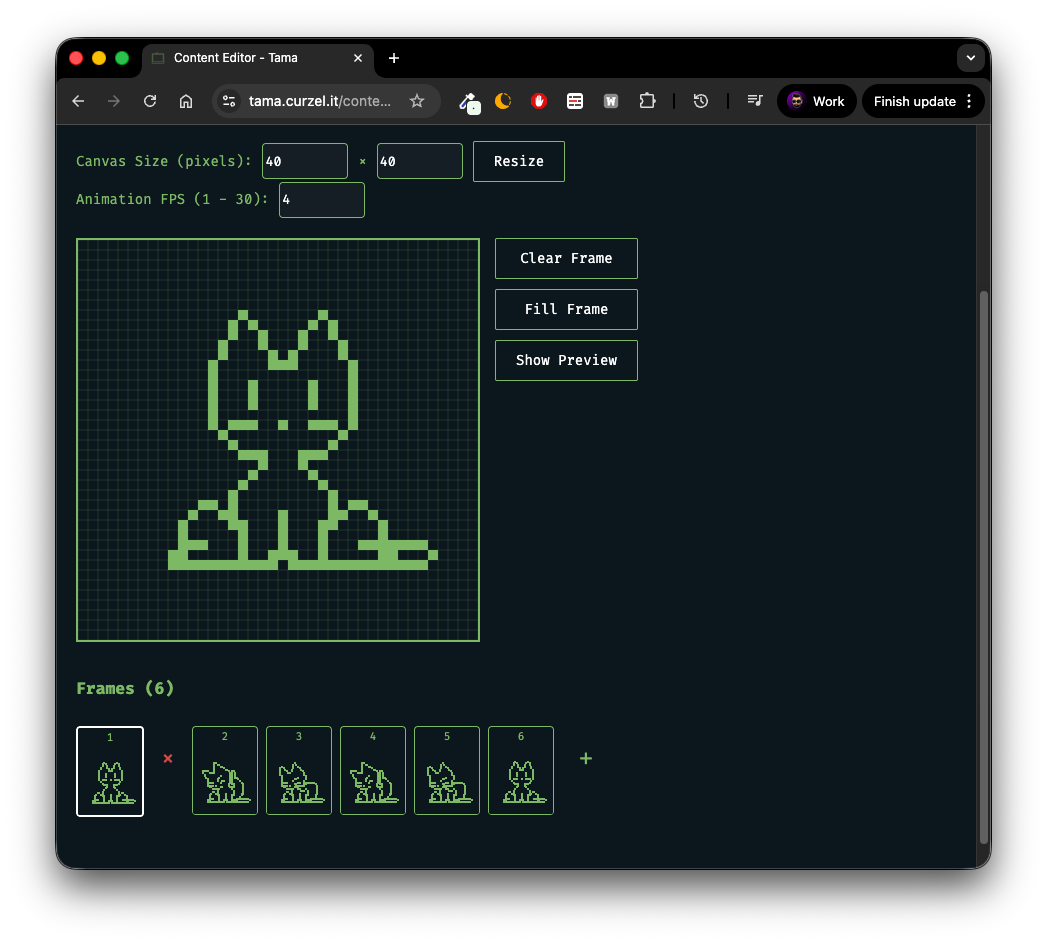 Content Editor - Tama
tama.curzel.it/conte...
W
Work
Finish update
Canvas Size (pixels): 40 × 40 Resize
Animation FPS (1 - 30): 4
Clear Frame
Fill Frame
Show Preview
Frames (6)
1 × 2 3 4 5 6 +